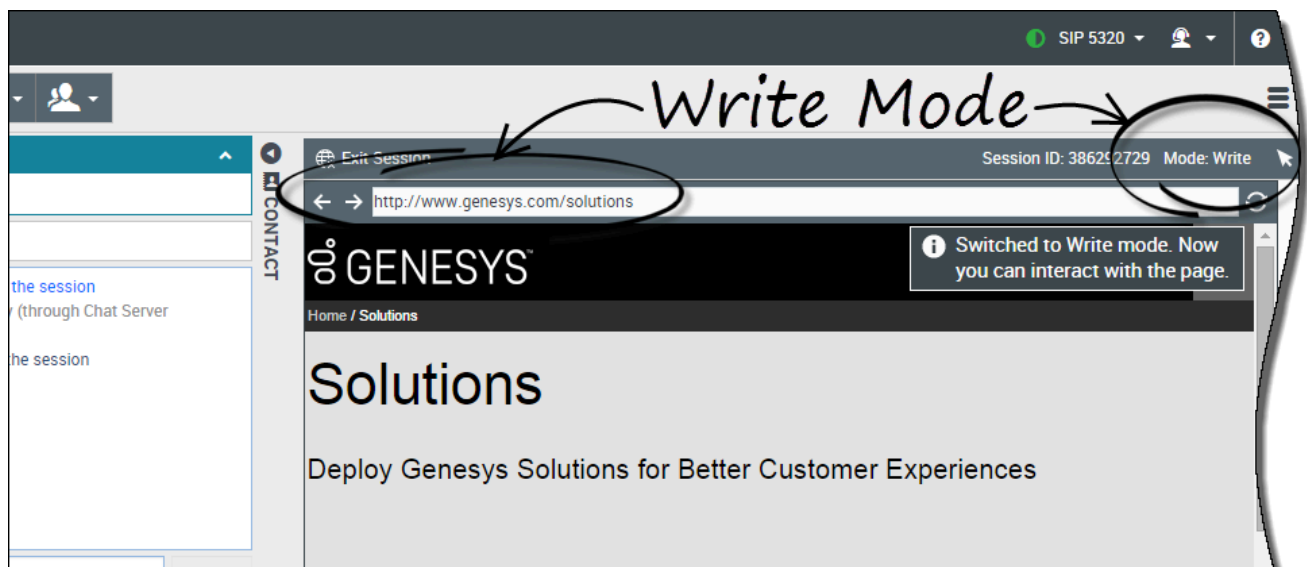 SIP 5320
?
Write Mode
Exit Session
Session ID: 386292729 Mode: Write
http://www.genesys.com/solutions
CONTACT
GENESYS™
i Switched to Write mode. Now
you can interact with the page.
the session
(through Chat Server
Home / Solutions
the session
Solutions
Deploy Genesys Solutions for Better Customer Experiences